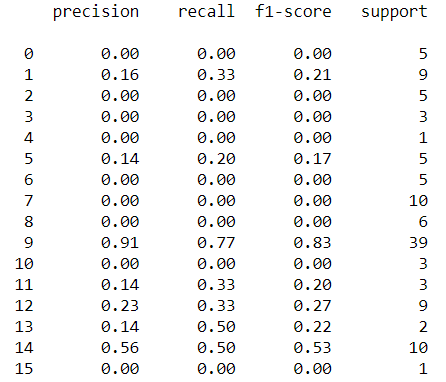 precision recall f1-score support
0 0.00 0.00 0.00 5
1 0.16 0.33 0.21 9
2 0.00 0.00 0.00 5
3 0.00 0.00 0.00 3
4 0.00 0.00 0.00 1
5 0.14 0.20 0.17 5
6 0.00 0.00 0.00 5
7 0.00 0.00 0.00 10
8 0.00 0.00 0.00 6
9 0.91 0.77 0.83 39
10 0.00 0.00 0.00 3
11 0.14 0.33 0.20 3
12 0.23 0.33 0.27 9
13 0.14 0.50 0.22 2
14 0.56 0.50 0.53 10
15 0.00 0.00 0.00 1